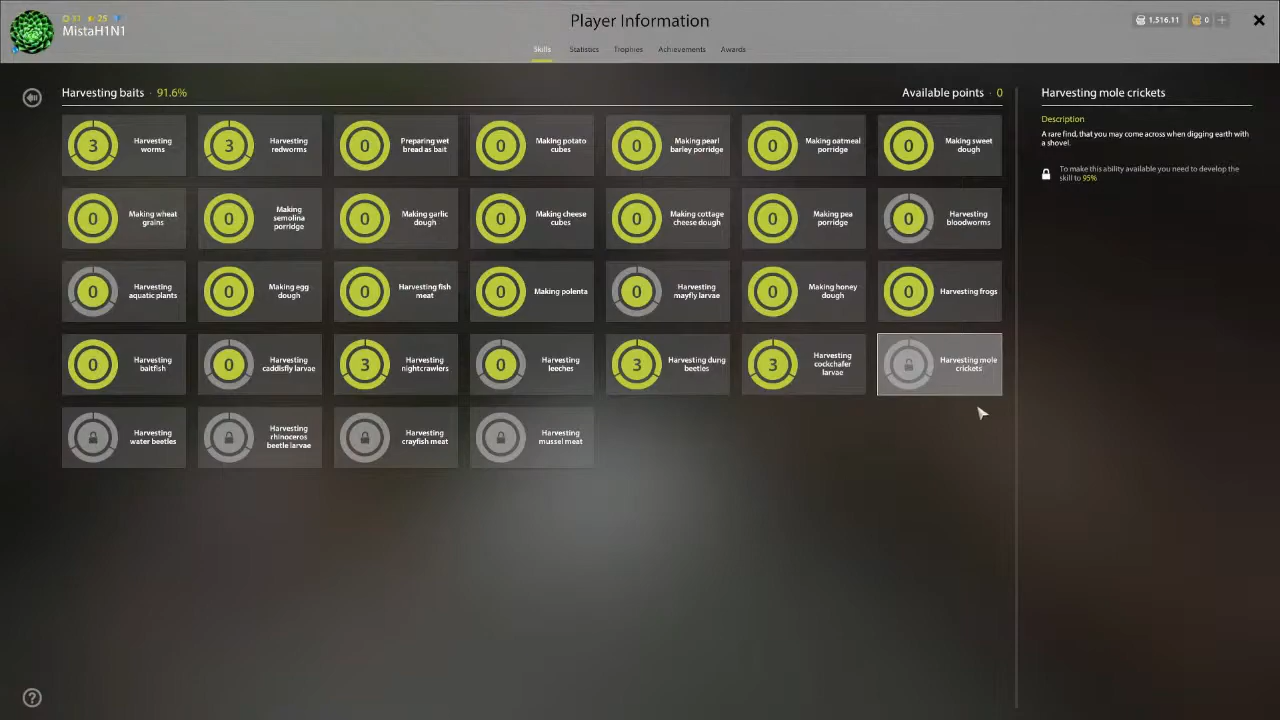 Player Information
31 25
MistaH1N1
1,516.11 0
Skills Statistics Trophies Achievements Awards
Harvesting baits · 91.6%
Available points · 0
3 Harvesting worms
3 Harvesting redworms
0 Preparing wet bread as bait
0 Making potato cubes
0 Making pearl barley porridge
0 Making oatmeal porridge
0 Making sweet dough
0 Making wheat grains
0 Making semolina porridge
0 Making garlic dough
0 Making cheese cubes
0 Making cottage cheese dough
0 Making pea porridge
0 Harvesting bloodworms
0 Harvesting aquatic plants
0 Making egg dough
0 Harvesting fish meat
0 Making polenta
0 Harvesting mayfly larvae
0 Making honey dough
0 Harvesting frogs
0 Harvesting baitfish
0 Harvesting caddisfly larvae
3 Harvesting nightcrawlers
0 Harvesting leeches
3 Harvesting dung beetles
3 Harvesting cockchafer larvae
Harvesting mole crickets
Harvesting water beetles
Harvesting rhinoceros beetle larvae
Harvesting crayfish meat
Harvesting mussel meat
Harvesting mole crickets
Description
A rare find, that you may come across when digging earth with
a shovel.
To make this ability available you need to develop the
skill to 95%
?